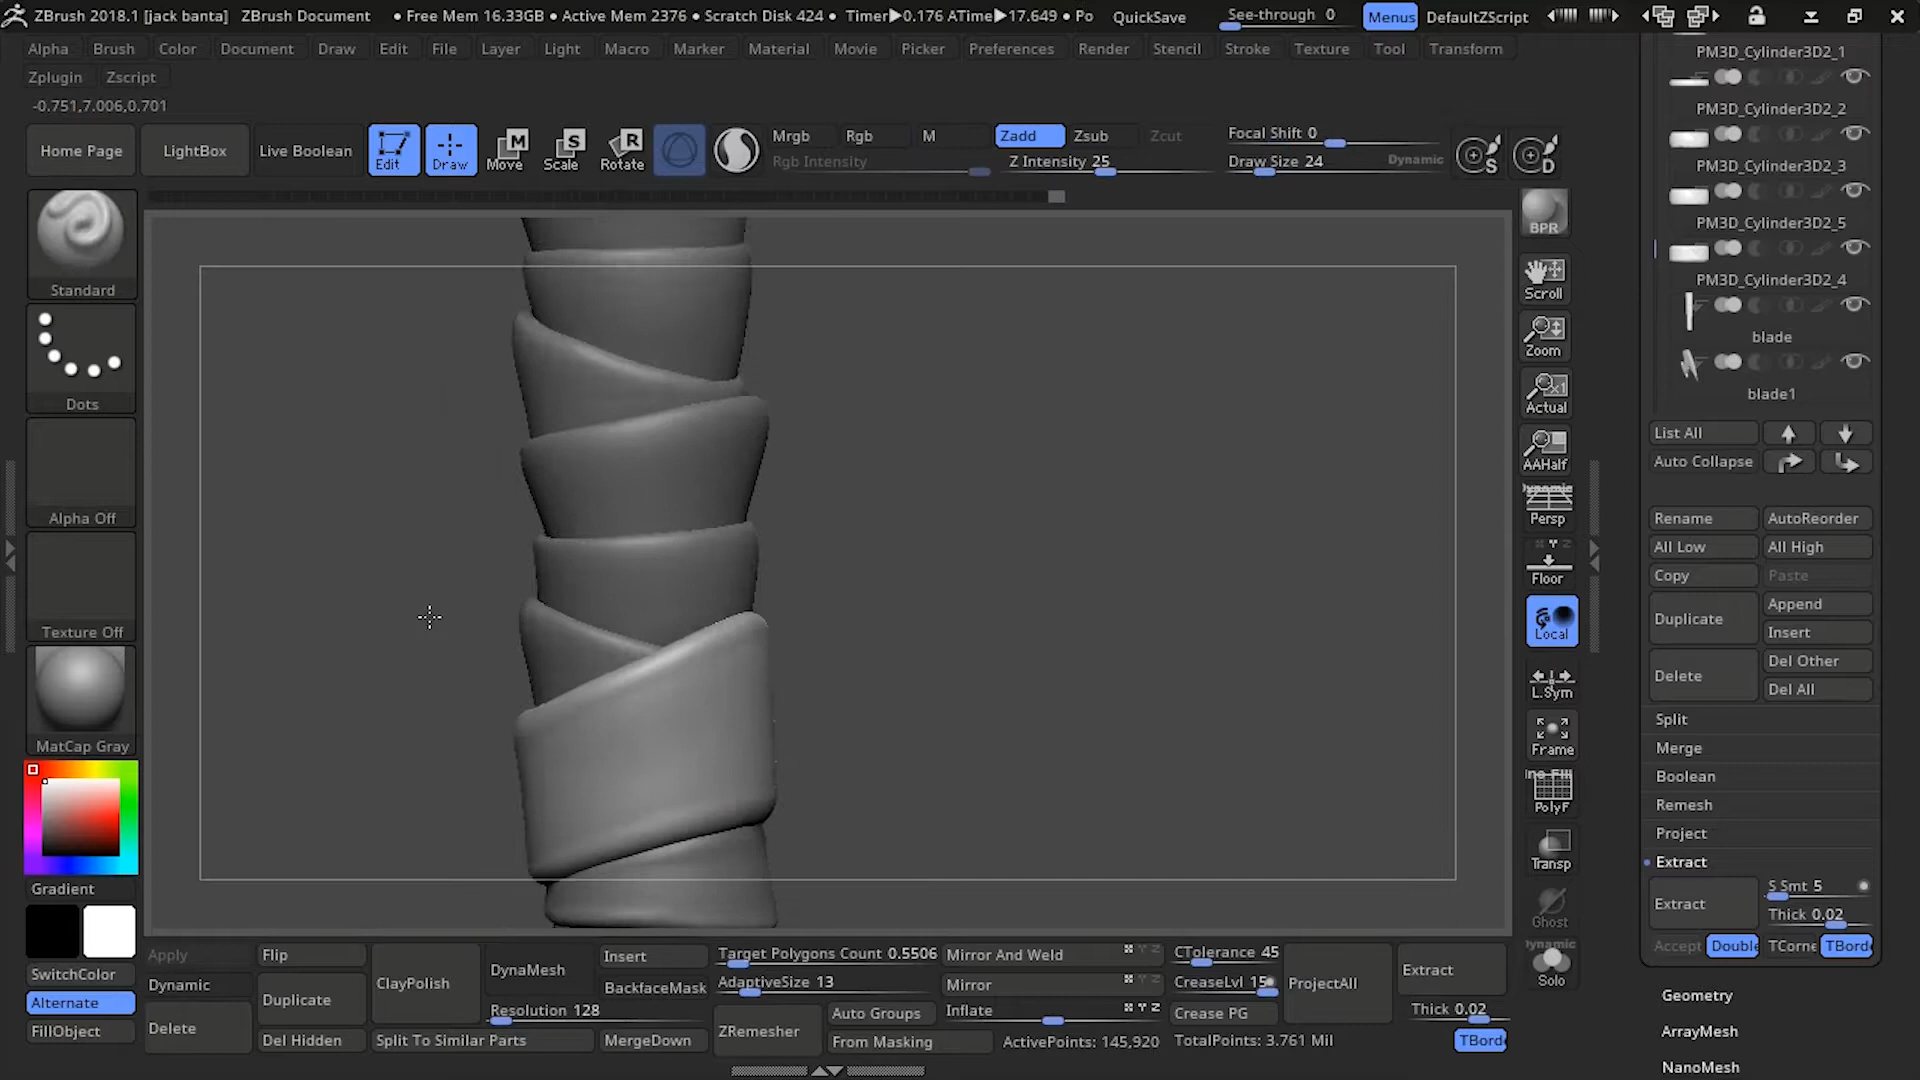 ZBrush 2018.1 [jack banta] ZBrush Document • Free Mem 16.33GB • Active Mem 2376 • Scratch Disk 424 • Timer▶0.176 ATime▶17.649 • Po QuickSave See-through 0 Menus DefaultZScript
Alpha Brush Color Document Draw Edit File Layer Light Macro Marker Material Movie Picker Preferences Render Stencil Stroke Texture Tool Transform
Zplugin Zscript
-0.751,7.006,0.701
Home Page LightBox Live Boolean Edit Draw Move Scale Rotate
Mrgb Rgb M Zadd Zsub Zcut Focal Shift 0
Rgb Intensity Z Intensity 25 Draw Size 24 Dynamic
M S R S D
Standard
Dots
Alpha Off
Texture Off
MatCap Gray
Gradient
SwitchColor
Alternate
FillObject
BPR
Scroll
Zoom
Actual
AAHalf
Dynamic
Persp
Floor
Local
L.Sym
Frame
PolyF
Transp
Ghost
Dynamic
Solo
PM3D_Cylinder3D2_1
PM3D_Cylinder3D2_2
PM3D_Cylinder3D2_3
PM3D_Cylinder3D2_5
PM3D_Cylinder3D2_4
blade
blade1
List All
Auto Collapse
Rename AutoReorder
All Low All High
Copy Paste
Duplicate Append
Insert
Delete Del Other
Del All
Split
Merge
Boolean
Remesh
Project
Extract
Extract S Smt 5
Thick 0.02
Accept Double TCorne TBorde
Geometry
ArrayMesh
NanoMesh
Apply Flip ClayPolish DynaMesh Insert Target Polygons Count 0.5506 Mirror And Weld CTolerance 45 ProjectAll Extract
Dynamic Duplicate BackfaceMask AdaptiveSize 13 Mirror CreaseLvl 15
Delete Resolution 128 ZRemesher Auto Groups Inflate Crease PG Thick 0.02
Del Hidden Split To Similar Parts MergeDown From Masking ActivePoints: 145,920 TotalPoints: 3.761 Mil TBorde